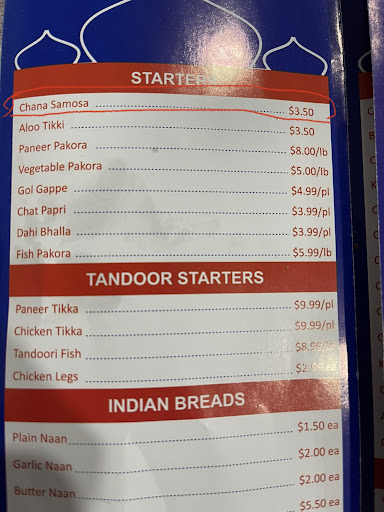 STARTERS
Chana Samosa $3.50
Aloo Tikki $3.50
Paneer Pakora $8.00/lb
Vegetable Pakora $5.00/lb
Gol Gappe $4.99/pl
Chat Papri $3.99/pl
Dahi Bhalla $3.99/pl
Fish Pakora $5.99/lb
TANDOOR STARTERS
Paneer Tikka $9.99/pl
Chicken Tikka $9.99/pl
Tandoori Fish
Chicken Legs
INDIAN BREADS
Plain Naan $1.50 ea
Garlic Naan $2.00 ea
Butter Naan $2.00 ea
$5.50 ea